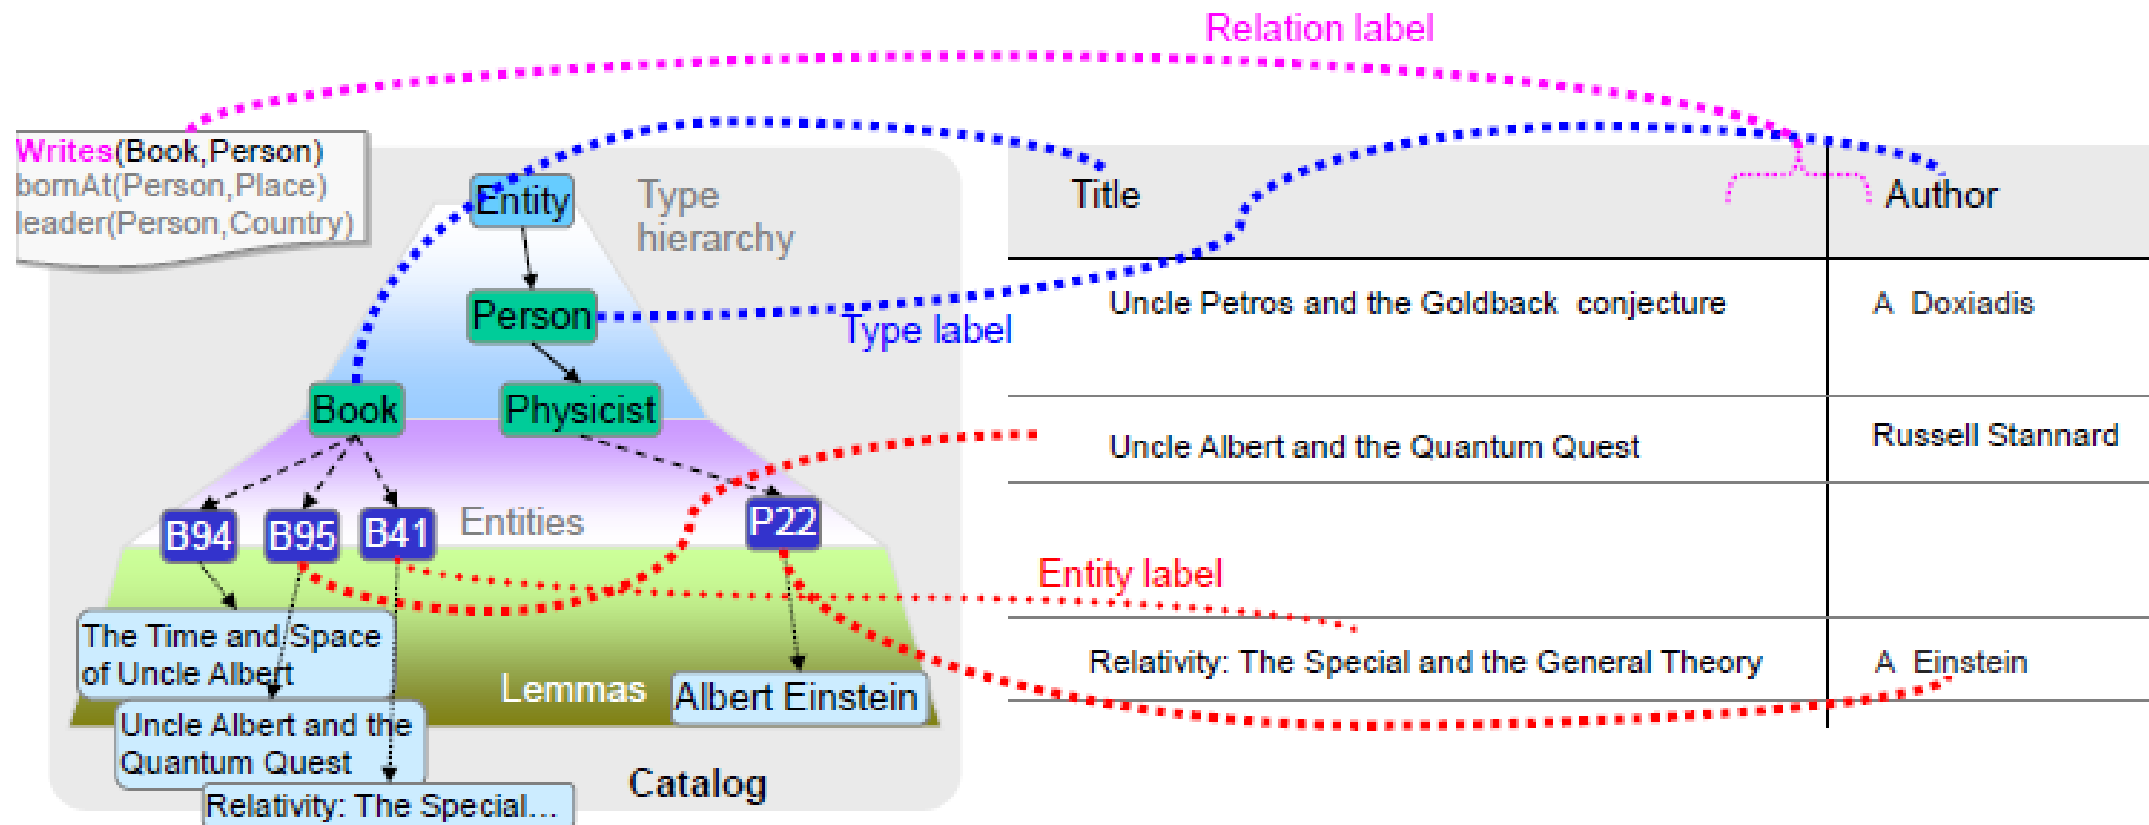 Relation label
Writes(Book,Person)
bornAt(Person,Place)
leader(Person,Country)
Entity
Type
hierarchy
Person
Type label
Book
Physicist
B94
B95
B41
Entities
P22
The Time and Space
of Uncle Albert
Lemmas
Albert Einstein
Uncle Albert and the
Quantum Quest
Relativity: The Special...
Catalog
Title
Author
Uncle Petros and the Goldback conjecture
A Doxiadis
Uncle Albert and the Quantum Quest
Russell Stannard
Entity label
Relativity: The Special and the General Theory
A Einstein